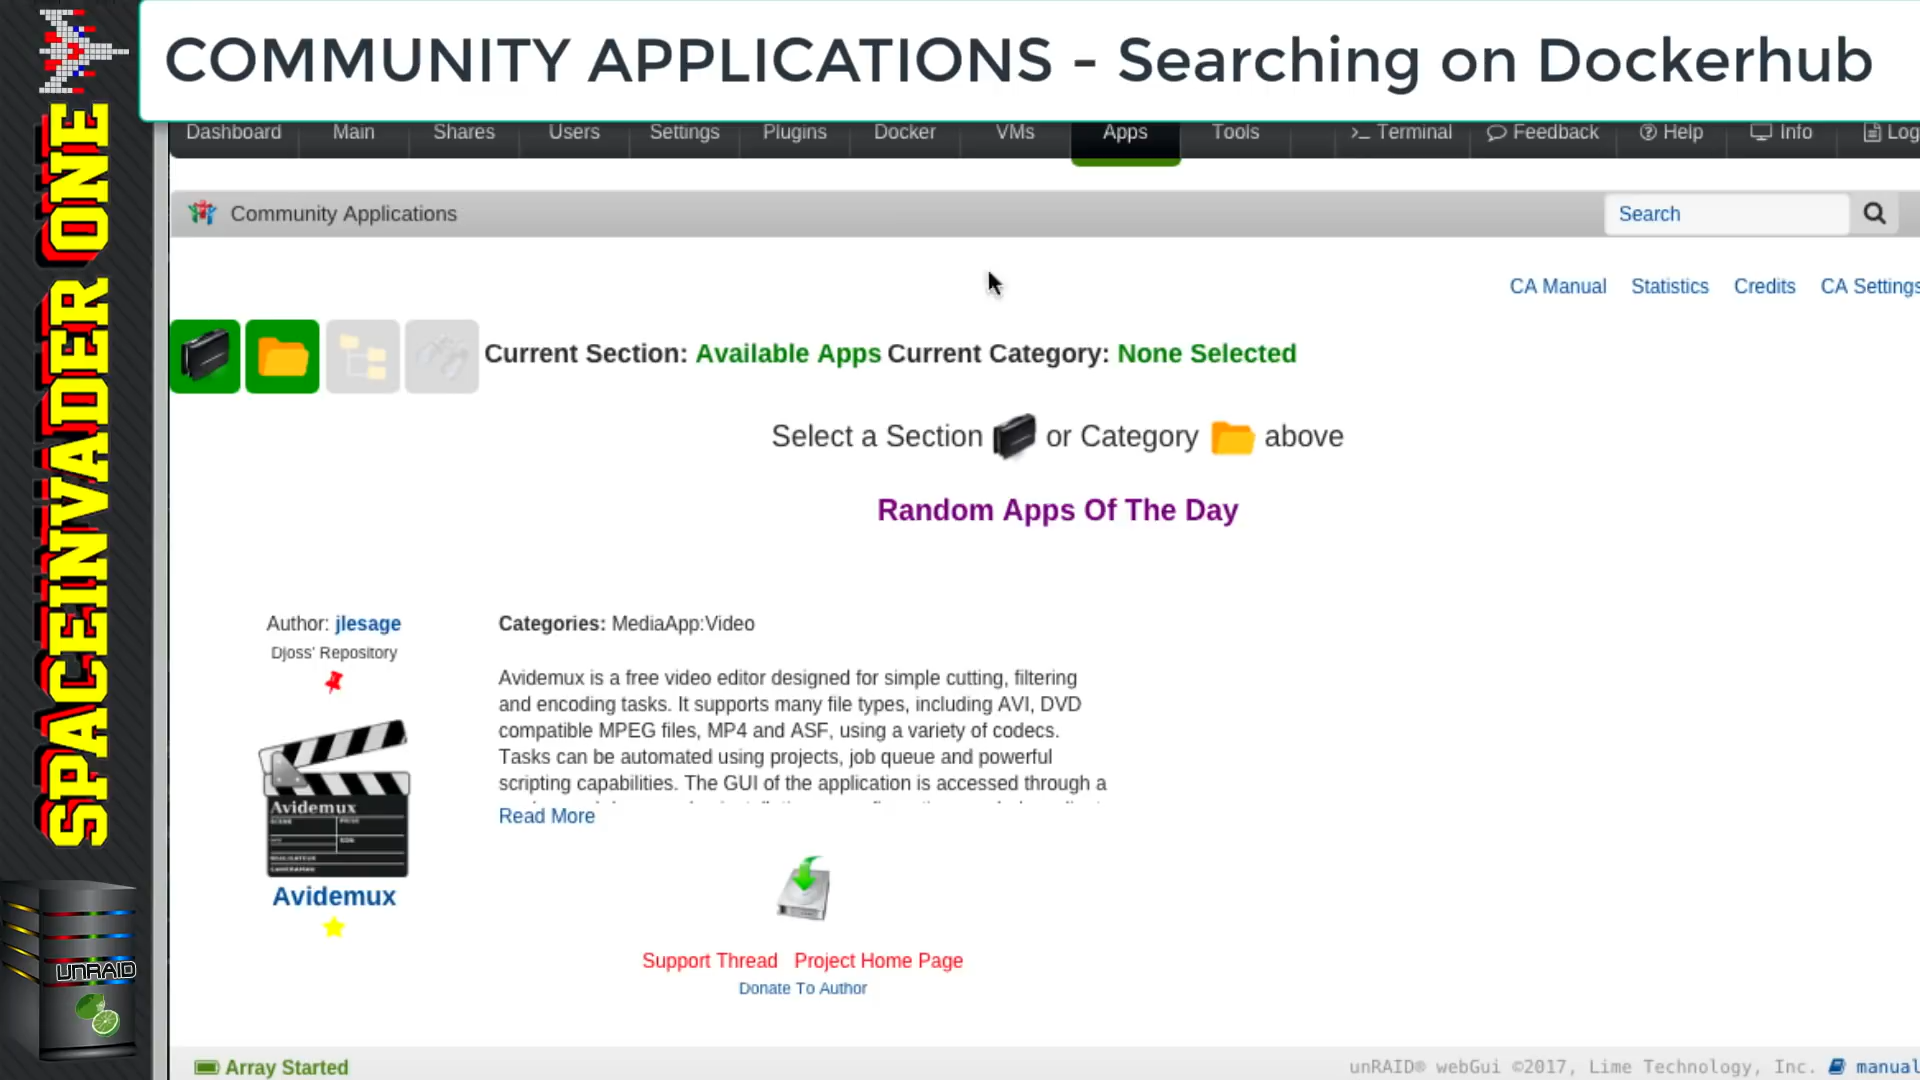 COMMUNITY APPLICATIONS - Searching on Dockerhub
SPACEINVADER ONE
Dashboard Main Shares Users Settings Plugins Docker VMs Apps Tools Terminal Feedback Help Info Log
Community Applications
Search
CA Manual Statistics Credits CA Settings
Current Section: Available Apps Current Category: None Selected
Select a Section or Category above
Random Apps Of The Day
Author: jlesage
Djoss' Repository
Avidemux
Avidemux
Categories: MediaApp:Video
Avidemux is a free video editor designed for simple cutting, filtering
and encoding tasks. It supports many file types, including AVI, DVD
compatible MPEG files, MP4 and ASF, using a variety of codecs.
Tasks can be automated using projects, job queue and powerful
scripting capabilities. The GUI of the application is accessed through a
Read More
Support Thread Project Home Page
Donate To Author
UNRAID
Array Started
unRAID® webGui ©2017, Lime Technology, Inc. manual